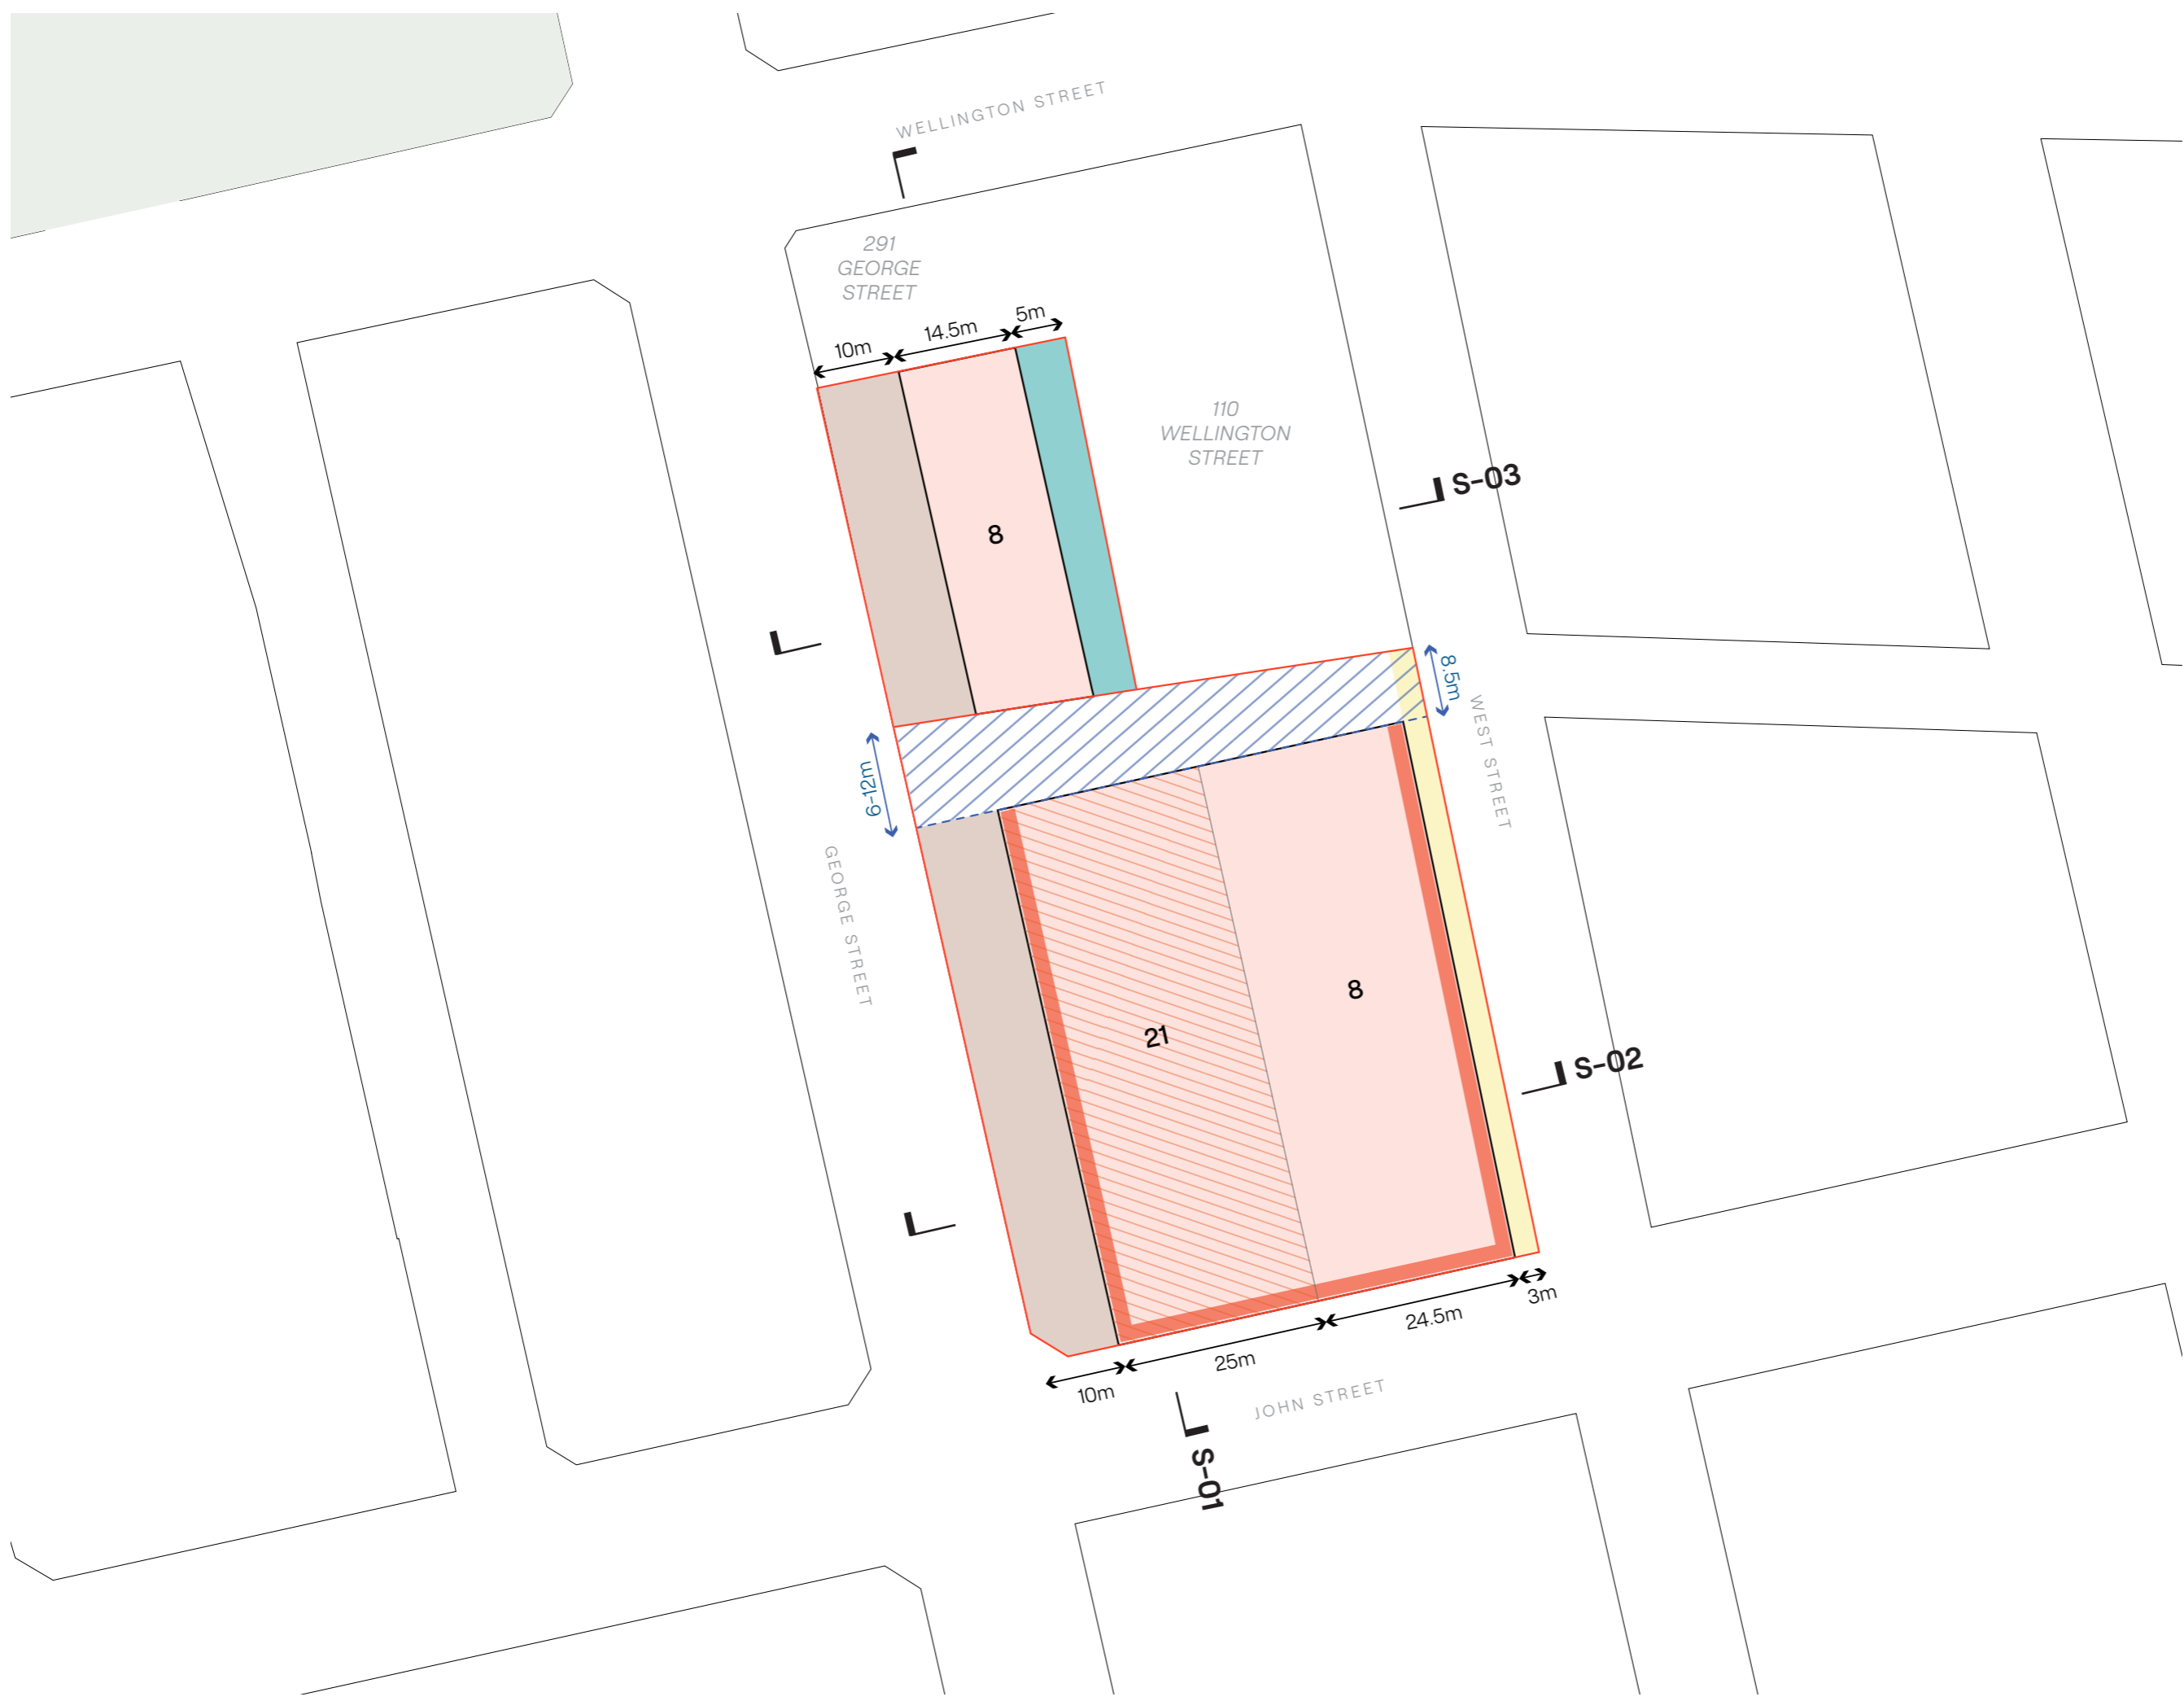 WELLINGTON STREET
291
GEORGE
STREET
10m
14.5m
5m
110
WELLINGTON
STREET
S-03
8
8.5m
WEST STREET
6-12m
GEORGE STREET
8
21
S-02
3m
24.5m
25m
10m
JOHN STREET
S-01